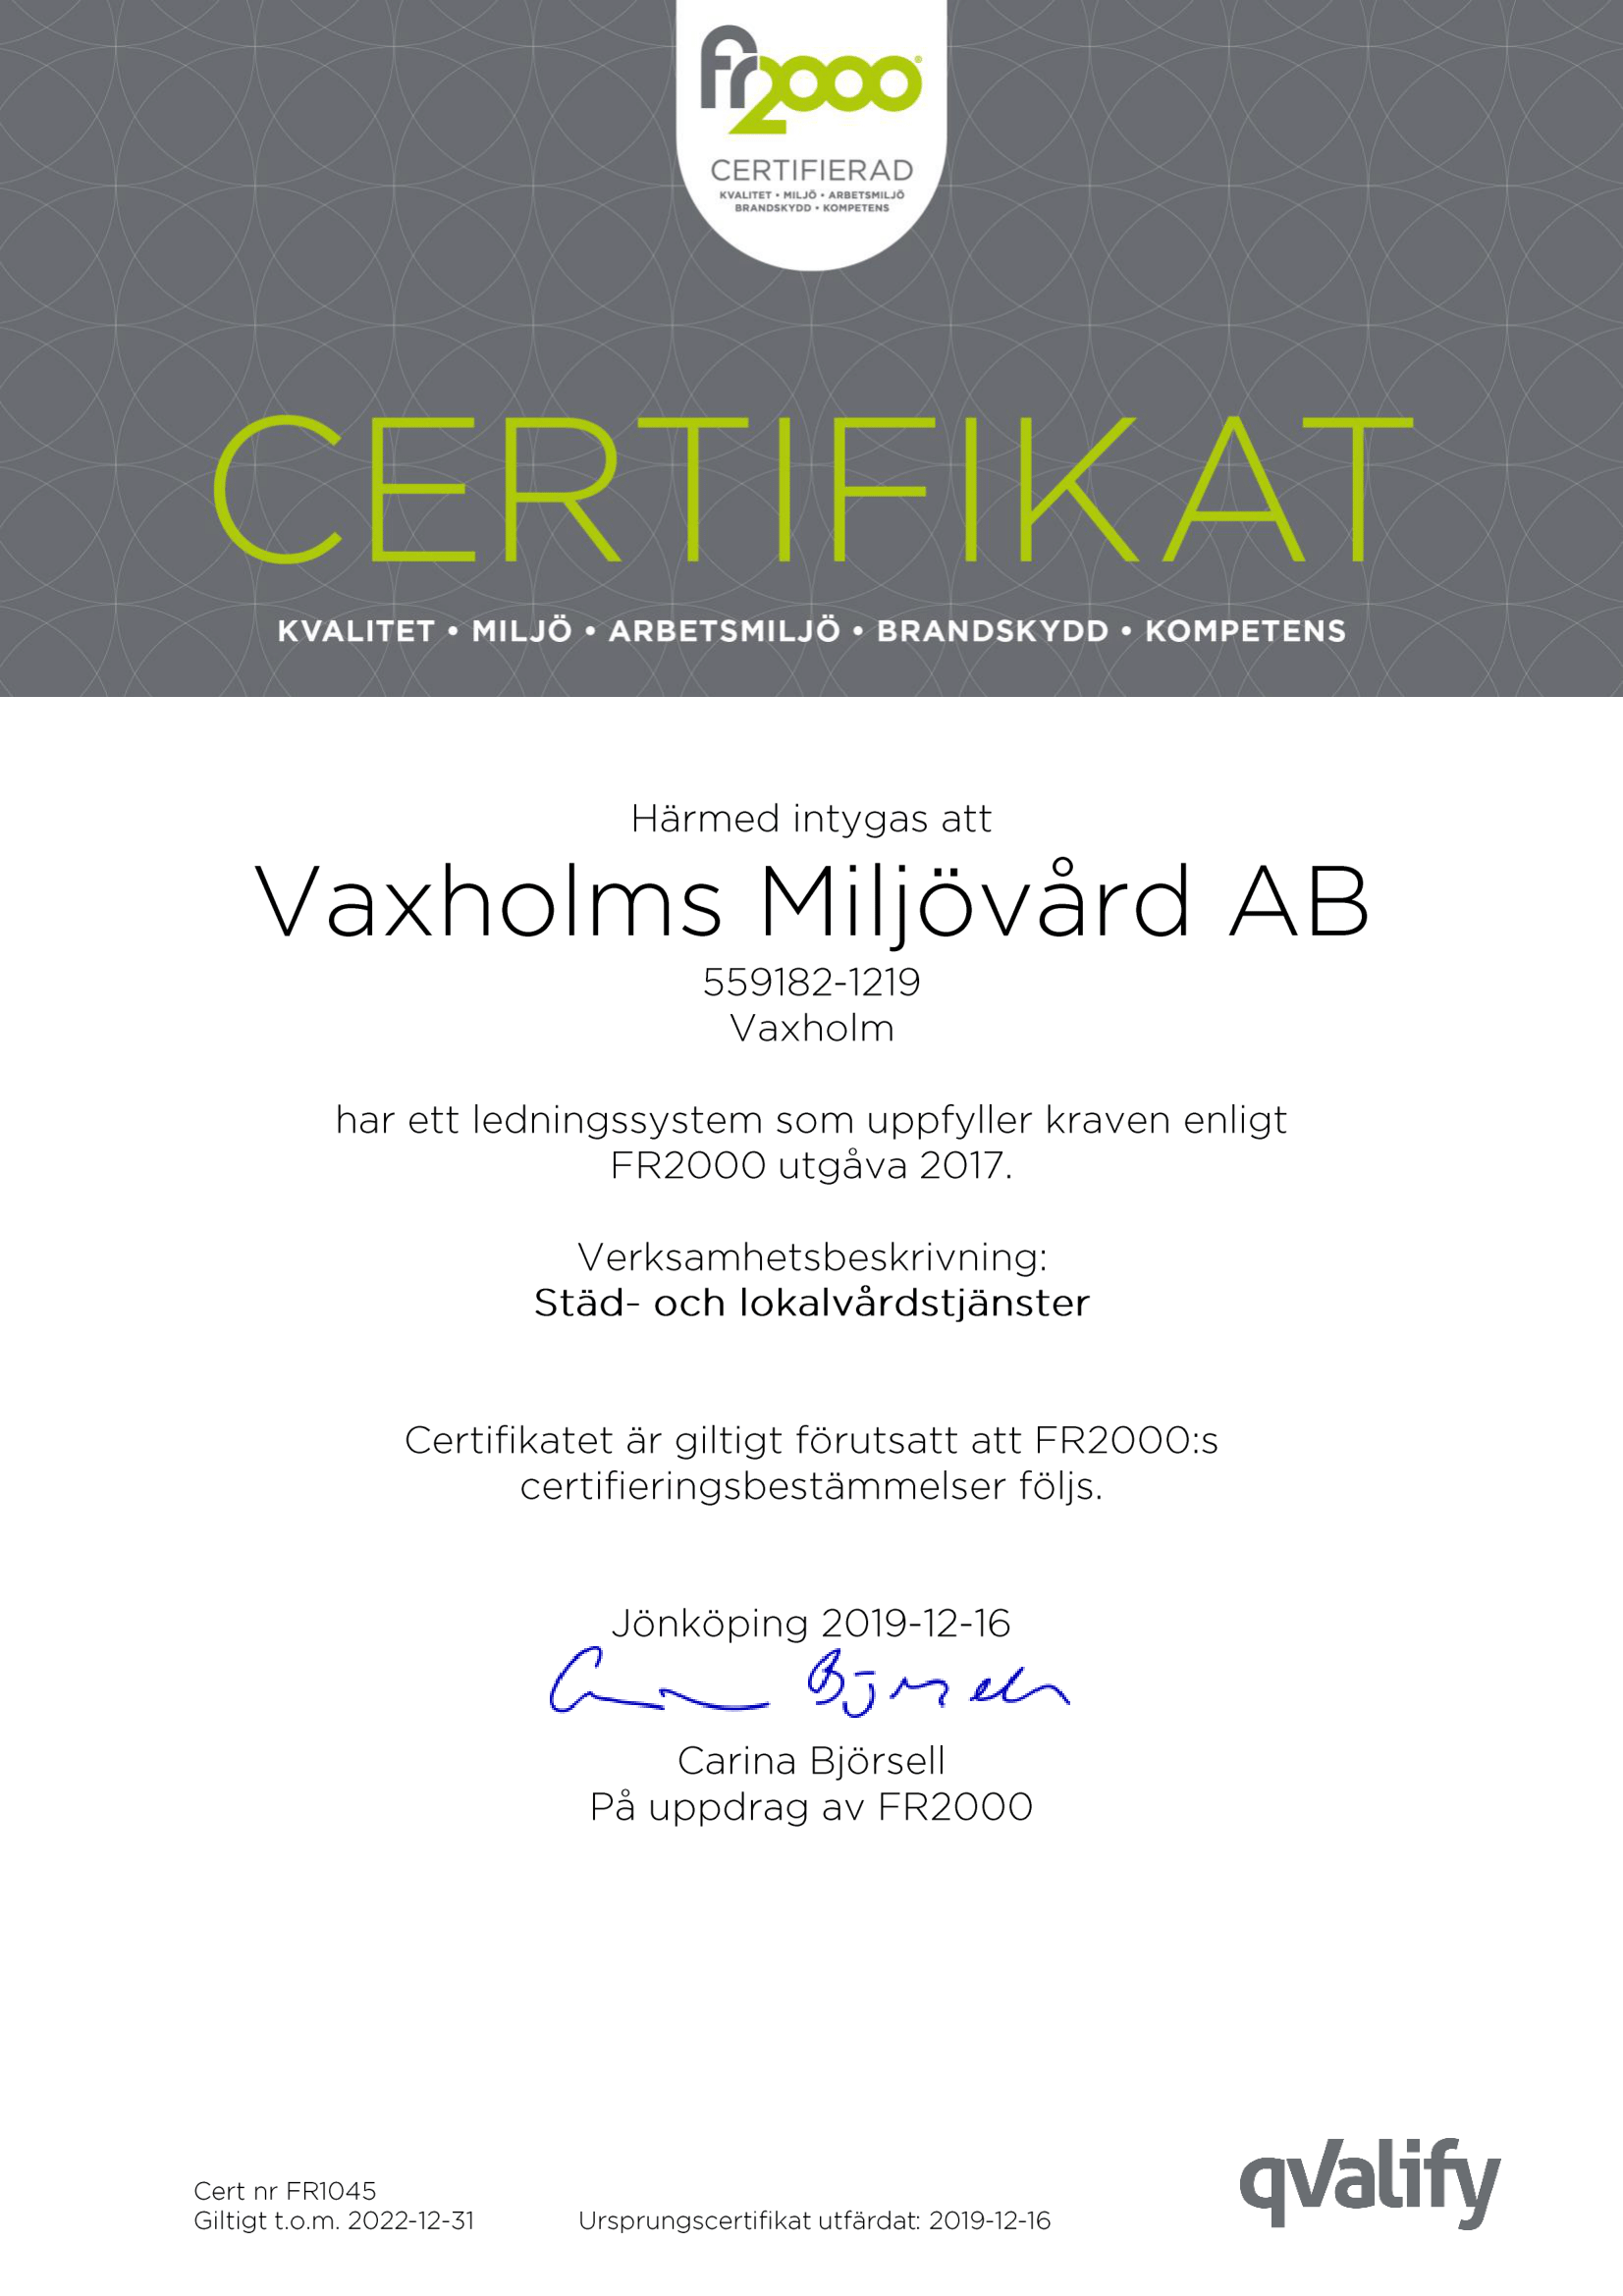 fr2000®
CERTIFIERAD
KVALITET • MILJÖ • ARBETSMILJÖ
BRANDSKYDD • KOMPETENS
CERTIFIKAT
KVALITET • MILJÖ • ARBETSMILJÖ • BRANDSKYDD • KOMPETENS
Härmed intygas att
Vaxholms Miljövård AB
559182-1219
Vaxholm
har ett ledningssystem som uppfyller kraven enligt
FR2000 utgåva 2017.
Verksamhetsbeskrivning:
Städ- och lokalvårdstjänster
Certifikatet är giltigt förutsatt att FR2000:s
certifieringsbestämmelser följs.
Jönköping 2019-12-16
Carina Björsell
Carina Björsell
På uppdrag av FR2000
Cert nr FR1045
Giltigt t.o.m. 2022-12-31 Ursprungscertifikat utfärdat: 2019-12-16
qvalify